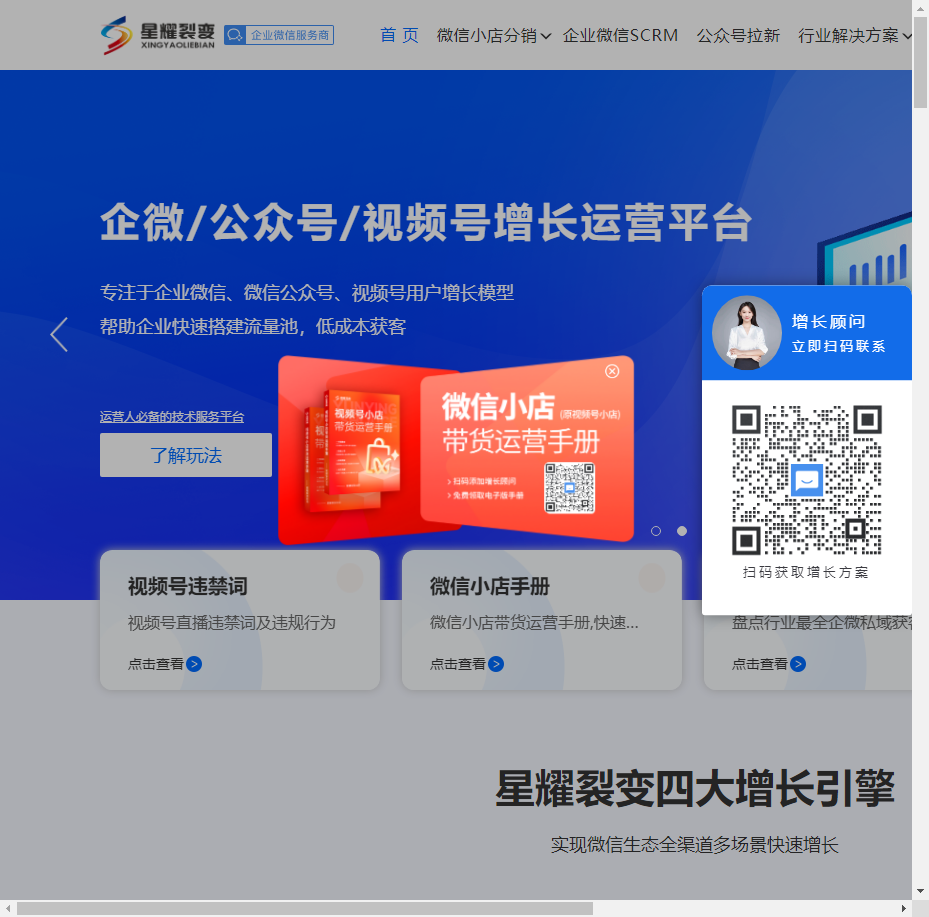 星耀裂变
XINGYAOLIEBIAN
企业微信服务商
首 页
微信小店分销
企业微信SCRM
公众号拉新
行业解决方案
企微/公众号/视频号增长运营平台
专注于企业微信、微信公众号、视频号用户增长模型
帮助企业快速搭建流量池，低成本获客
运营人必备的技术服务平台
了解玩法
视频号小店
带货运营手册
微信小店 (原视频号小店)
带货运营手册
扫码添加增长顾问
免费领取电子版手册
增长顾问
立即扫码联系
扫码获取增长方案
视频号违禁词
视频号直播违禁词及违规行为
点击查看
微信小店手册
微信小店带货运营手册,快速...
点击查看
盘点行业最全企微私域获客
点击查看
星耀裂变四大增长引擎
实现微信生态全渠道多场景快速增长